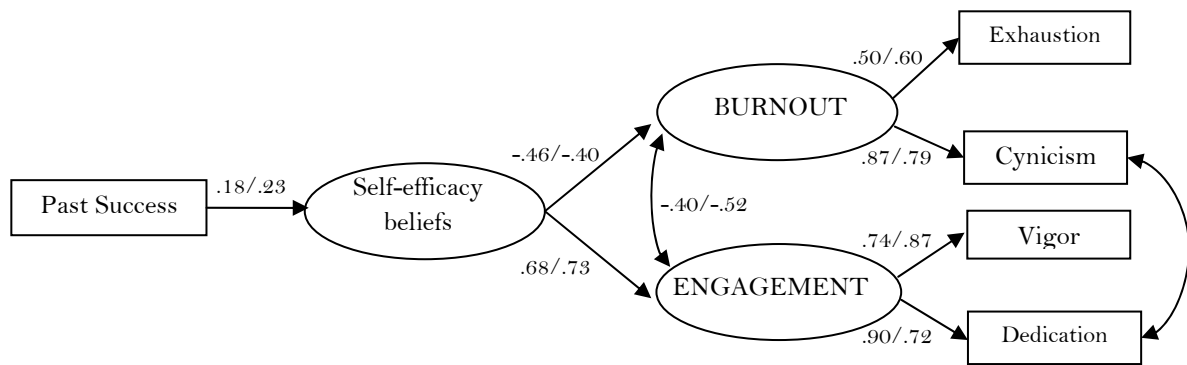 Exhaustion
.50/.60
BURNOUT
-.46/-.40
.87/.79
Cynicism
.18/.23
Self-efficacy
beliefs
Past Success
-.40/-.52
.74/.87
Vigor
.68/.73
ENGAGEMENT
.90/.72
Dedication